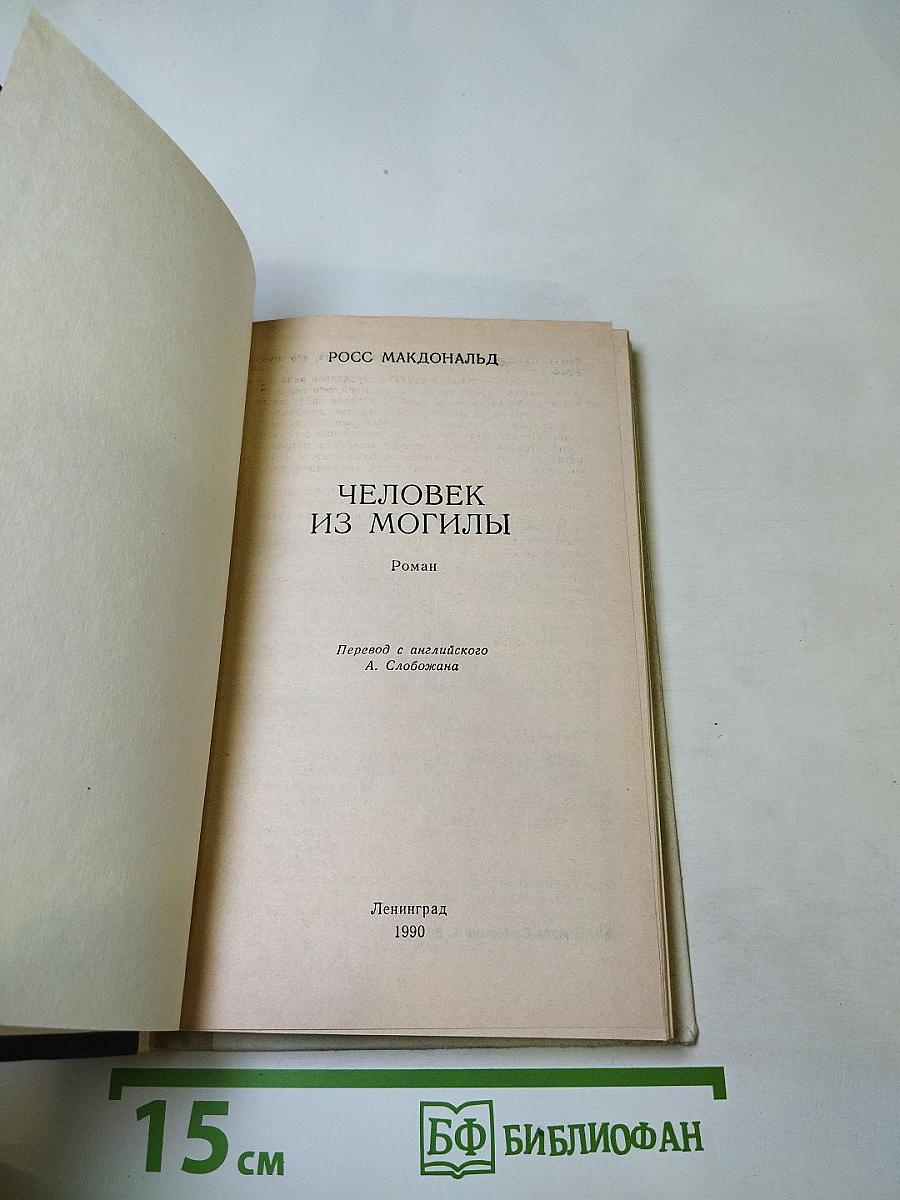 РОСС МАКДОНАЛЬД
ЧЕЛОВЕК
ИЗ МОГИЛЫ
Роман
Перевод с английского
А. Слобожана
Ленинград
1990
15 см
БФ БИБЛИОФАН